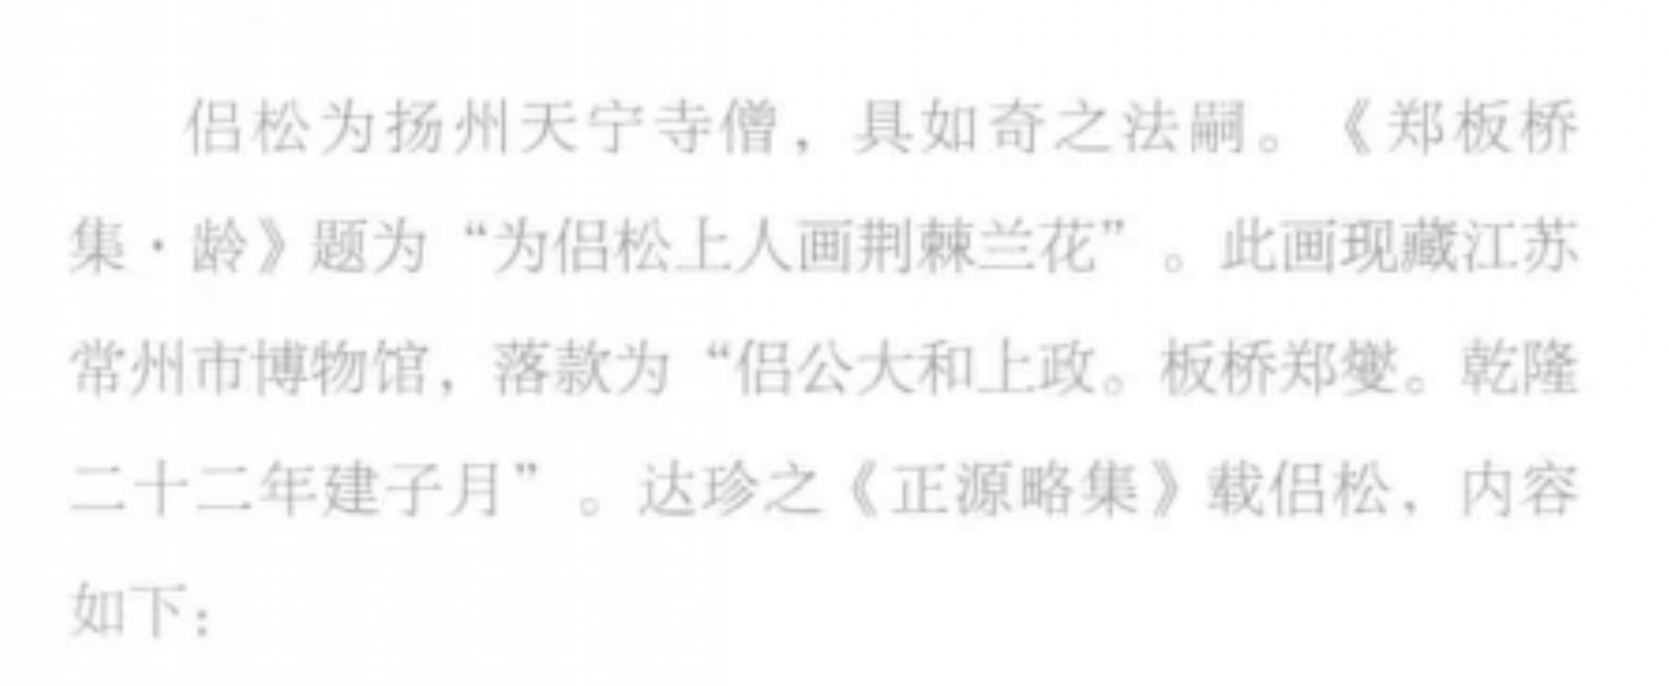 侣松为扬州天宁寺僧，具如奇之法嗣。《郑板桥
集·龄》题为“为侣松上人画荆棘兰花”。此画现藏江苏
常州市博物馆，落款为“侣公大和上政。板桥郑燮。乾隆
二十二年建子月”。达珍之《正源略集》载侣松，内容
如下：